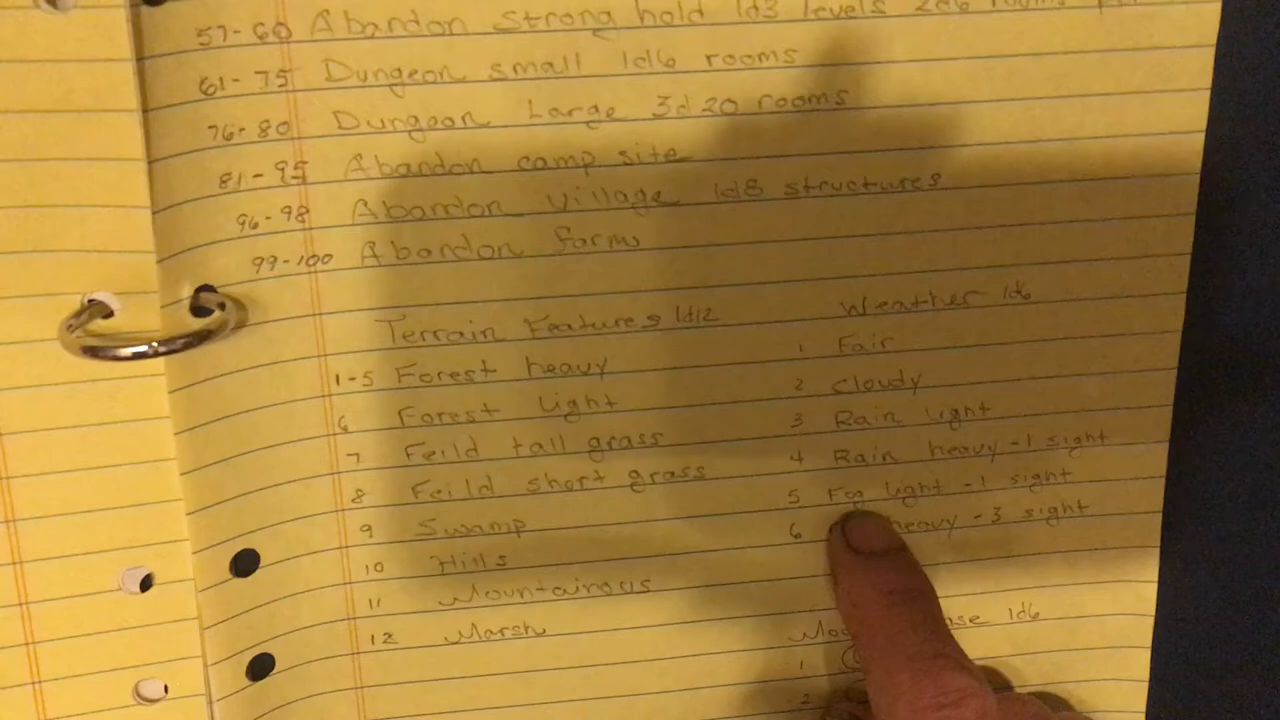 57-60 Abandon Strong hold 1d3 levels 2d6 rooms per
61-75 Dungeon small 1d6 rooms
76-80 Dungeon Large 3d20 rooms
81-95 Abandon camp site
96-98 Abandon Village 1d8 structures
99-100 Abandon farm
Terrain Features 1d12
1-5 Forest heavy
6 Forest light
7 Feild tall grass
8 Feild short grass
9 Swamp
10 Hills
11 Mountainous
12 Marsh
Weather 1d6
1 Fair
2 cloudy
3 Rain light
4 Rain heavy -1 sight
5 Fog light -1 sight
6 heavy -3 sight
1d6
1
2